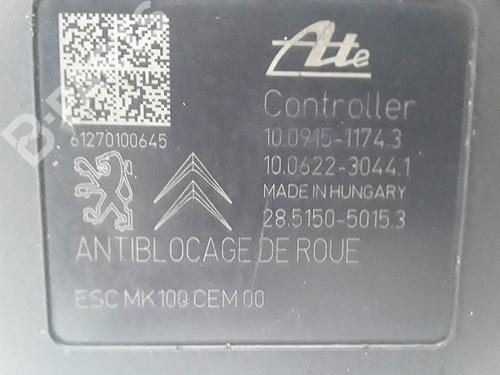 Ate
Controller
61270100645
10.0915-1174.3
10.0622-3044.1
MADE IN HUNGARY
28.5150-5015.3
ANTIBLOCAGE DE ROUE
ESC MK100 CEM 00